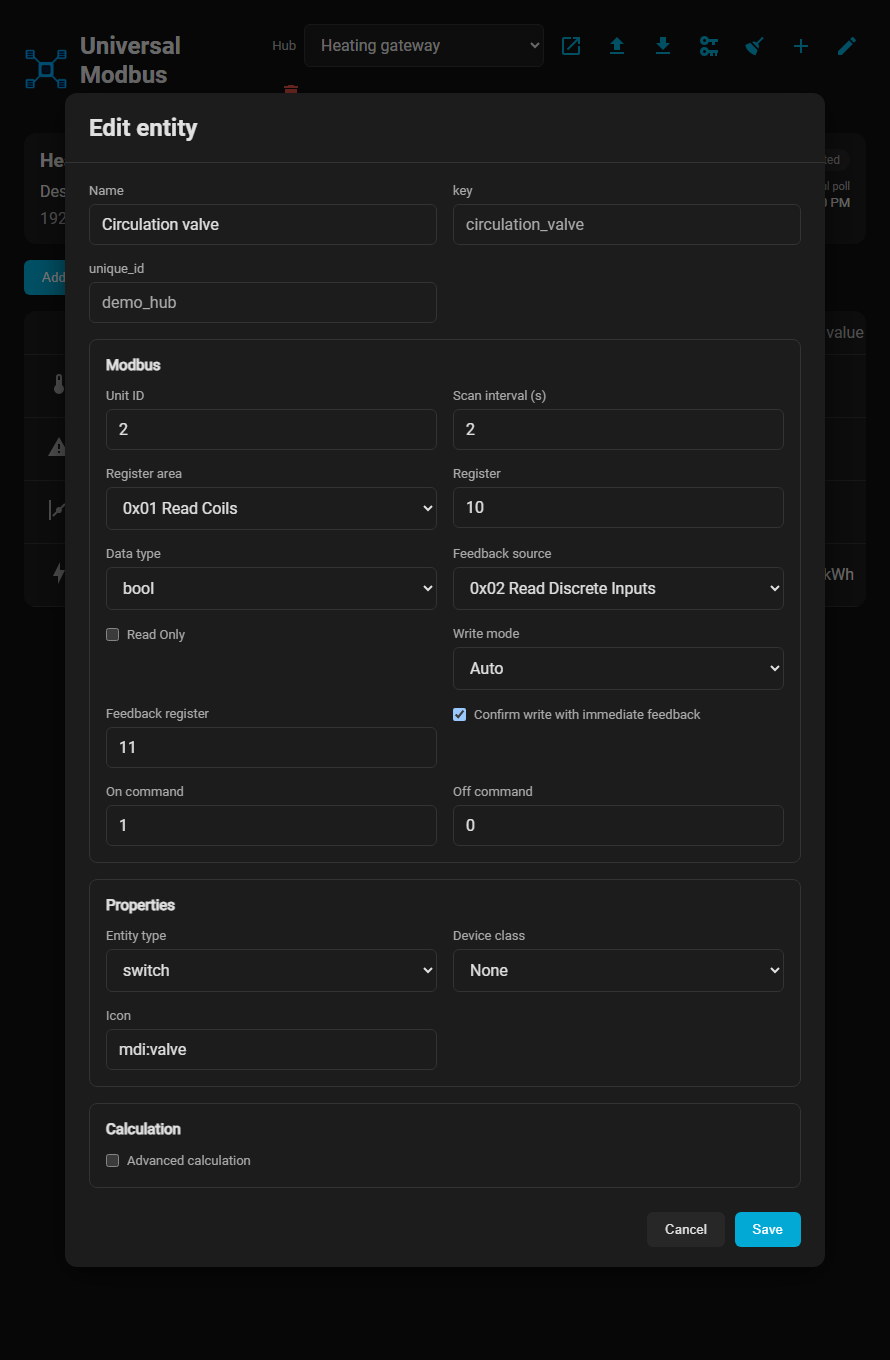 Universal
Modbus
Hub
Heating gateway
Edit entity
Name
key
Circulation valve
circulation_valve
unique_id
demo_hub
Add
value
Modbus
Unit ID
Scan interval (s)
2
2
Register area
Register
0x01 Read Coils
10
Data type
Feedback source
bool
0x02 Read Discrete Inputs
Read Only
Write mode
Auto
Feedback register
Confirm write with immediate feedback
11
On command
Off command
1
0
kWh
Properties
Entity type
Device class
switch
None
Icon
mdi:valve
Calculation
Advanced calculation
Cancel
Save